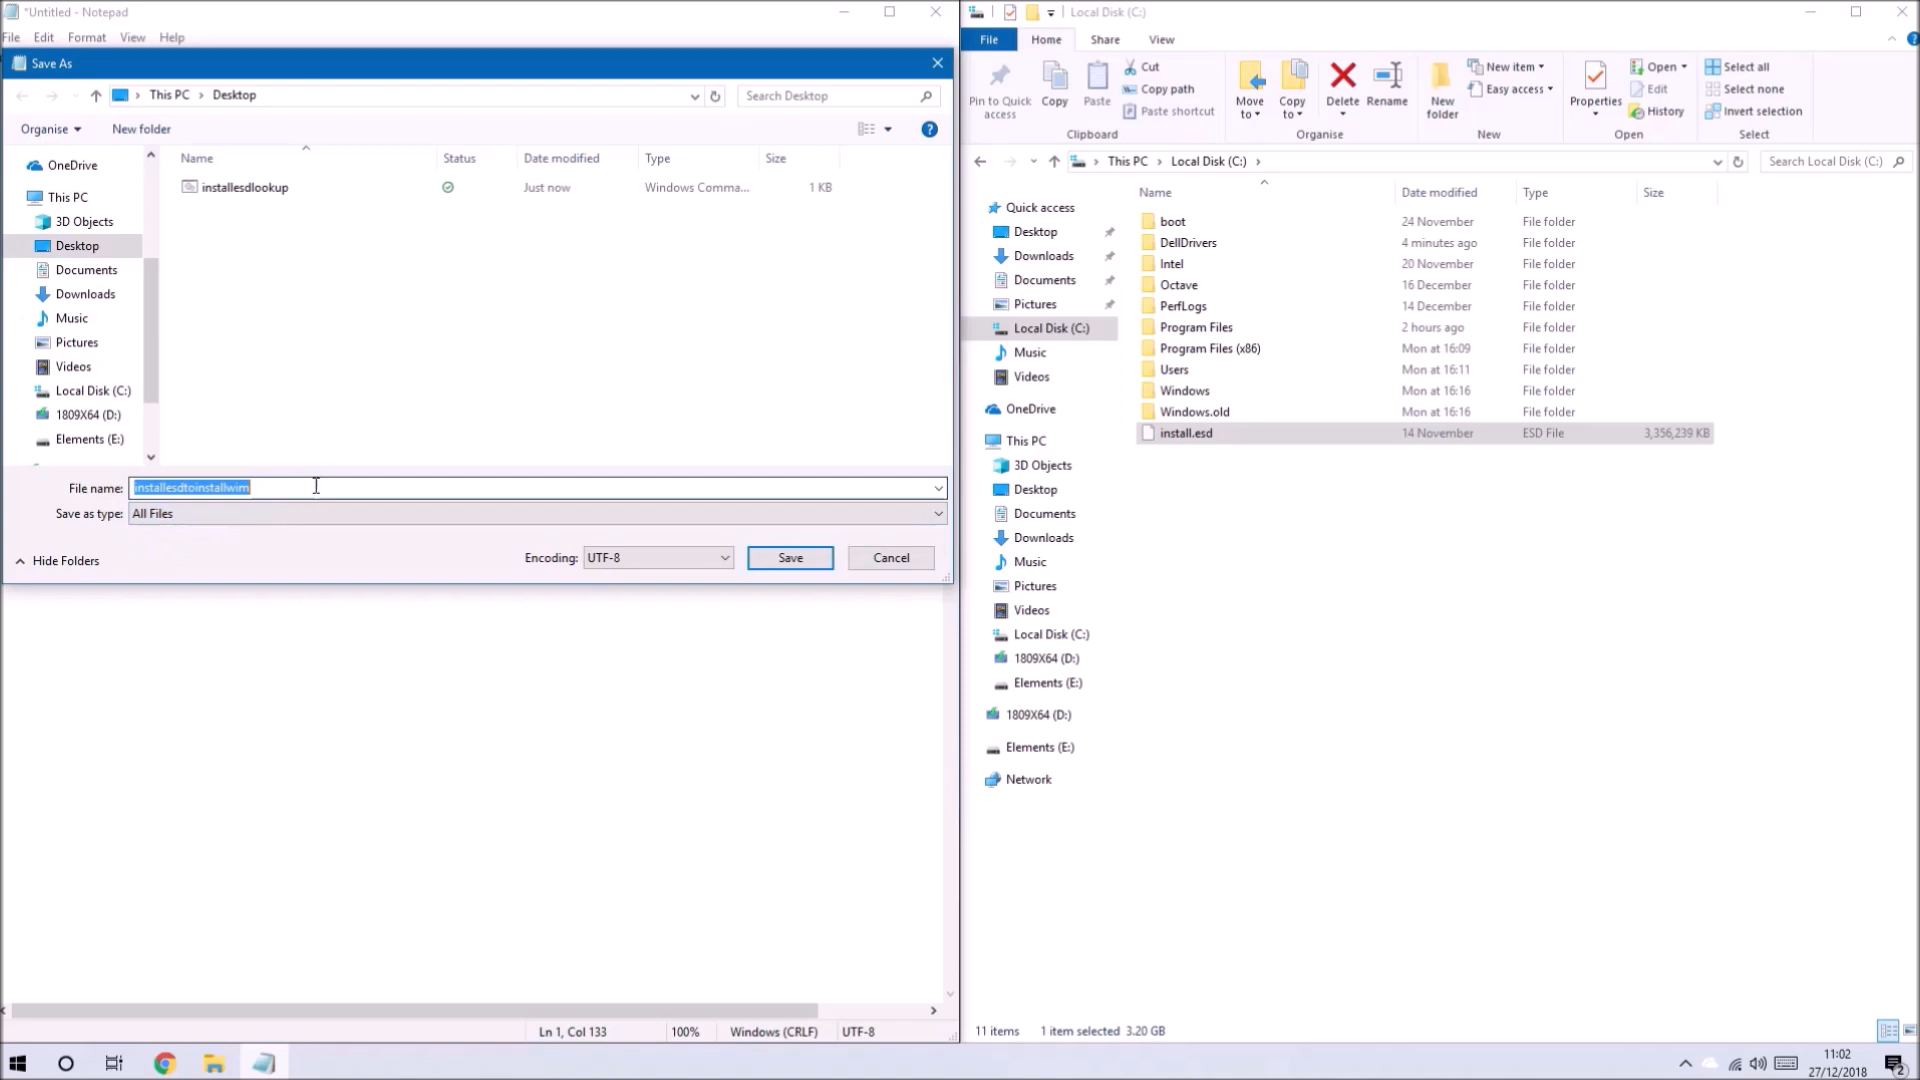 *Untitled - Notepad
File Edit Format View Help
Save As
This PC > Desktop
Search Desktop
Organise
New folder
Name Status Date modified Type Size
installesdlookup Just now Windows Comma... 1 KB
OneDrive
This PC
3D Objects
Desktop
Documents
Downloads
Music
Pictures
Videos
Local Disk (C:)
1809X64 (D:)
Elements (E:)
File name: installesdtoinstallwim
Save as type: All Files
Hide Folders
Encoding: UTF-8
Save
Cancel
Ln 1, Col 133 100% Windows (CRLF) UTF-8
Local Disk (C:)
File Home Share View
Pin to Quick access
Copy
Paste
Cut
Copy path
Paste shortcut
Clipboard
Move to
Copy to
Delete
Rename
Organise
New folder
New item
Easy access
New
Properties
Open
Edit
History
Open
Select all
Select none
Invert selection
Select
This PC > Local Disk (C:) >
Search Local Disk (C:)
Quick access
Desktop
Downloads
Documents
Pictures
Local Disk (C:)
Music
Videos
OneDrive
This PC
3D Objects
Desktop
Documents
Downloads
Music
Pictures
Videos
Local Disk (C:)
1809X64 (D:)
Elements (E:)
1809X64 (D:)
Elements (E:)
Network
Name Date modified Type Size
boot 24 November File folder
DellDrivers 4 minutes ago File folder
Intel 20 November File folder
Octave 16 December File folder
PerfLogs 14 December File folder
Program Files 2 hours ago File folder
Program Files (x86) Mon at 16:09 File folder
Users Mon at 16:11 File folder
Windows Mon at 16:16 File folder
Windows.old Mon at 16:16 File folder
install.esd 14 November ESD File 3,356,239 KB
11 items 1 item selected 3.20 GB
11:02
27/12/2018
2